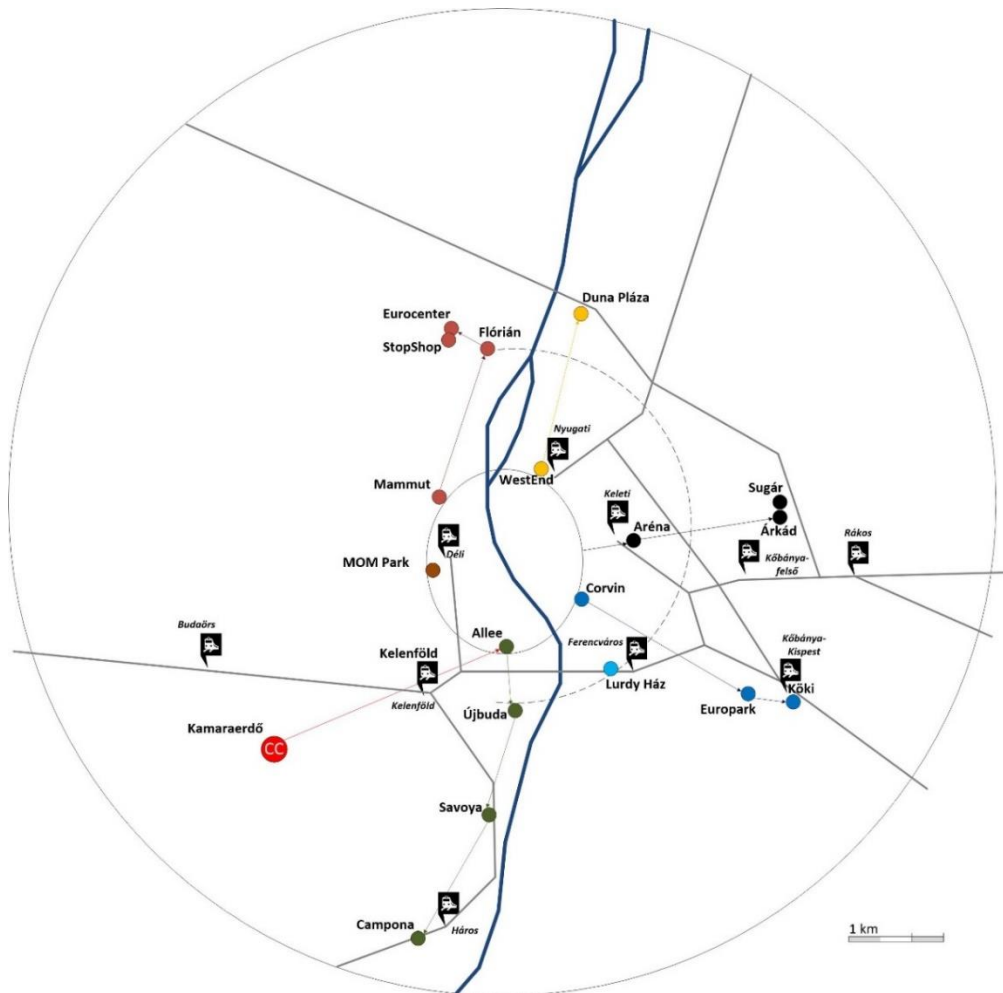 Duna Pláza
Eurocenter
Flórián
StopShop
Nyugati
WestEnd
Mammut
Keleti
Sugár
Aréna
Árkád
Déli
Rákos
MOM Park
Kőbánya-
felső
Corvin
Budaörs
Allee
Ferencváros
Kőbánya-
Kispest
Kelenföld
Lurdy Ház
Köki
Kelenföld
Európark
Újbuda
Kamaraerdő
CC
Savoya
Campona
Háros
1 km